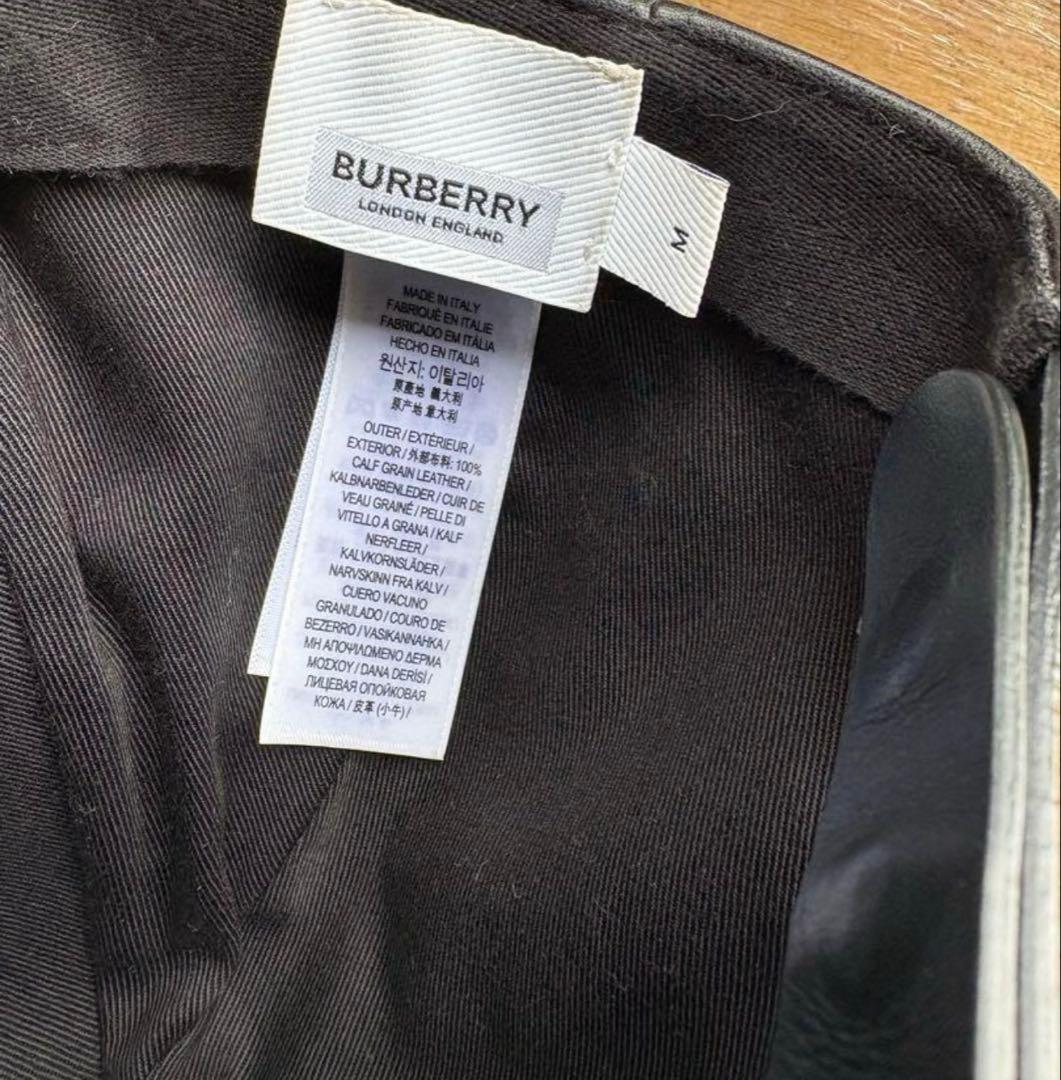 BURBERRY
LONDON ENGLAND
M
MADE IN ITALY
FABRIQUÉ EN ITALIE
FABRICADO EM ITÁLIA
HECHO EN ITALIA
원산지: 이탈리아
原產地 義大利
原产地 意大利
OUTER / EXTÉRIEUR /
EXTERIOR / 外部布料: 100%
CALF GRAIN LEATHER /
KALBNARBENLEDER / CUIR DE
VEAU GRAINÉ / PELLE DI
VITELLO A GRANA / KALF
NERFLEER /
KALVKORNSLÄDER /
NARVSKINN FRA KALV /
CUERO VACUNO
GRANULADO / COURO DE
BEZERRO / VASIKANNAHKA /
ΜΗ ΑΠΟΨΙΛΩΜΕΝΟ ΔΕΡΜΑ
ΜΟΣΧΟΥ / DANA DERİSİ /
ЛИЦЕВАЯ ОПОЙКОВАЯ
КОЖА / 皮革 (小牛) /